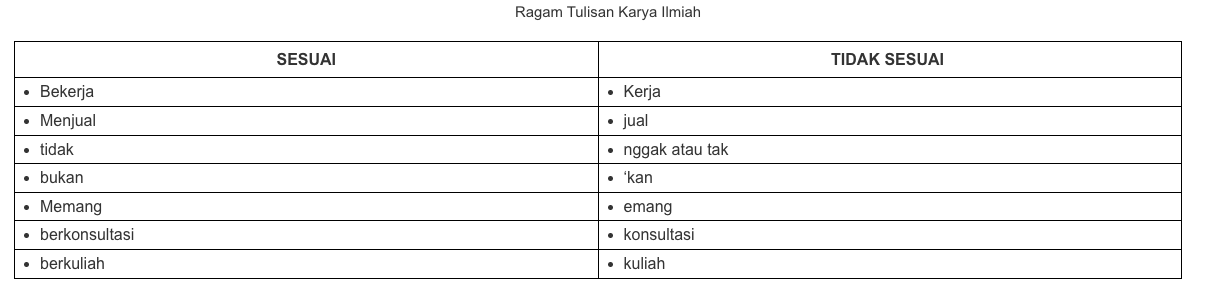 Ragam Tulisan Karya Ilmiah
SESUAI TIDAK SESUAI
• Bekerja • Kerja
• Menjual • jual
• tidak • nggak atau tak
• bukan • ‘kan
• Memang • emang
• berkonsultasi • konsultasi
• berkuliah • kuliah